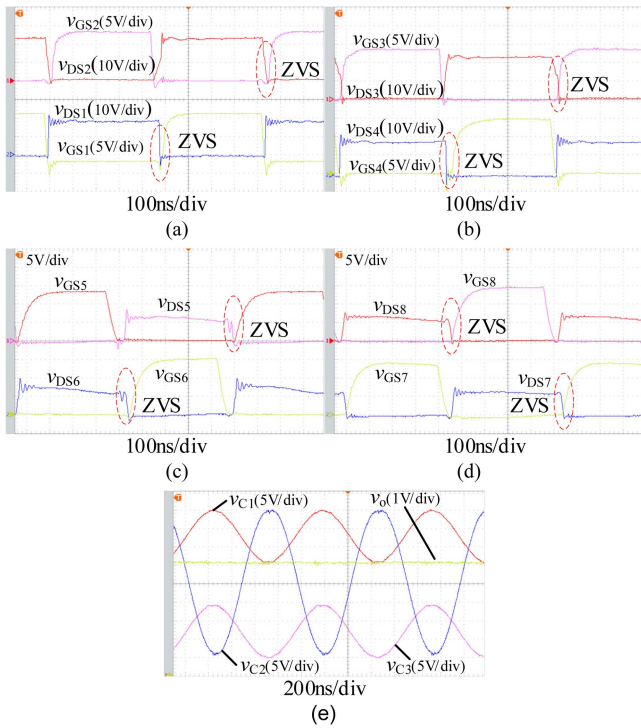 vGS2(5V/div)
vDS2(10V/div)
ZVS
vDS1(10V/div)
vGS1(5V/div)
ZVS
100ns/div
(a)
vGS3(5V/div)
ZVS
vDS3(10V/div)
vDS4(10V/div)
vGS4(5V/div)
ZVS
100ns/div
(b)
5V/div
vGS5
vDS5
ZVS
vDS6
vGS6
ZVS
100ns/div
(c)
5V/div
vGS8
vDS8
ZVS
vGS7
vDS7
ZVS
100ns/div
(d)
vC1(5V/div)
vo(1V/div)
vC2(5V/div)
vC3(5V/div)
200ns/div
(e)